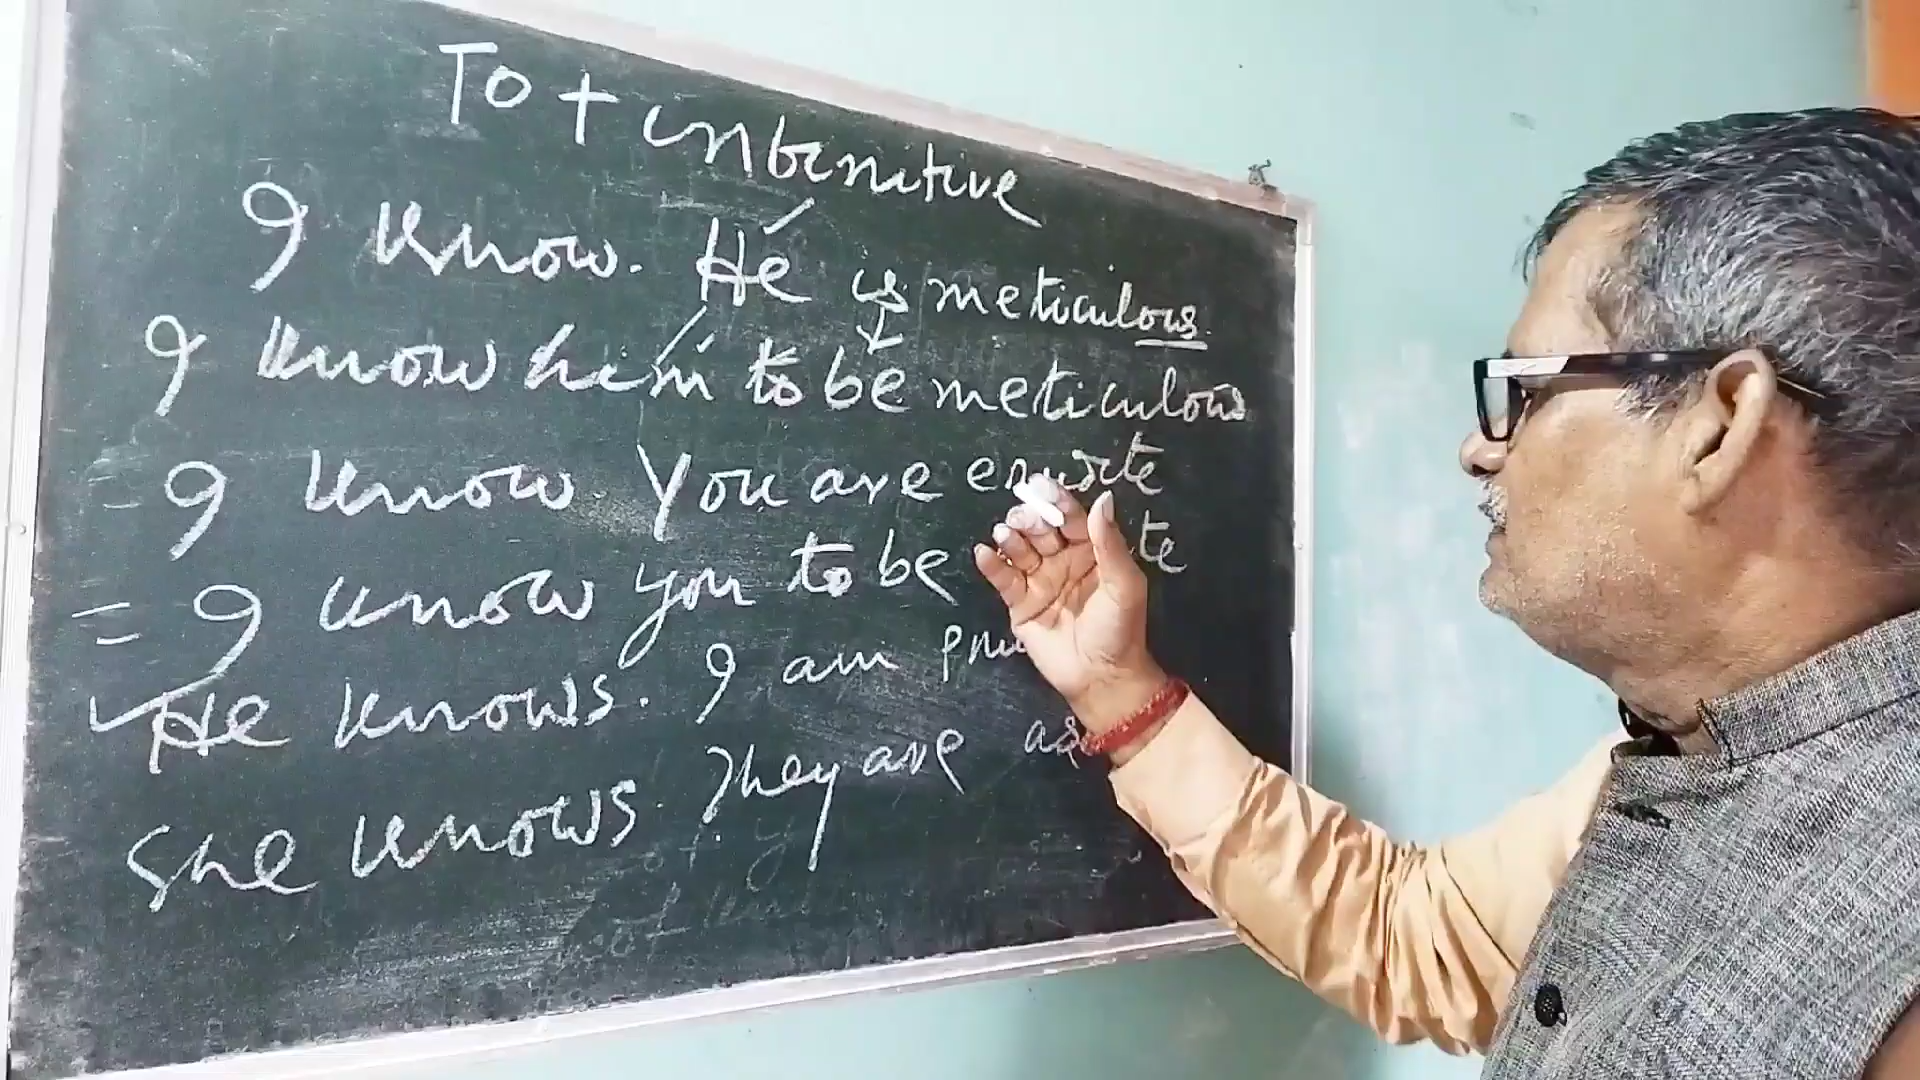 To + infinitive
I know. He is meticulous.
I know him to be meticulous
= I know. You are erudite
= I know you to be
He knows. I am
She knows. They are